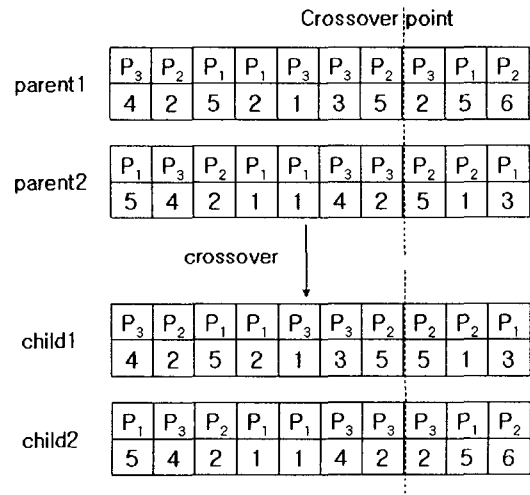 Crossover point
P₃ P₂ P₁ P₁ P₃ P₃ P₂ P₃ P₁ P₂
parent1
4 2 5 2 1 3 5 2 5 6
P₁ P₃ P₂ P₁ P₁ P₃ P₃ P₂ P₂ P₁
parent2
5 4 2 1 1 4 2 5 1 3
crossover
P₃ P₂ P₁ P₁ P₃ P₃ P₂ P₂ P₂ P₁
child1
4 2 5 2 1 3 5 5 1 3
P₁ P₃ P₂ P₁ P₁ P₃ P₃ P₃ P₁ P₂
child2
5 4 2 1 1 4 2 2 5 6